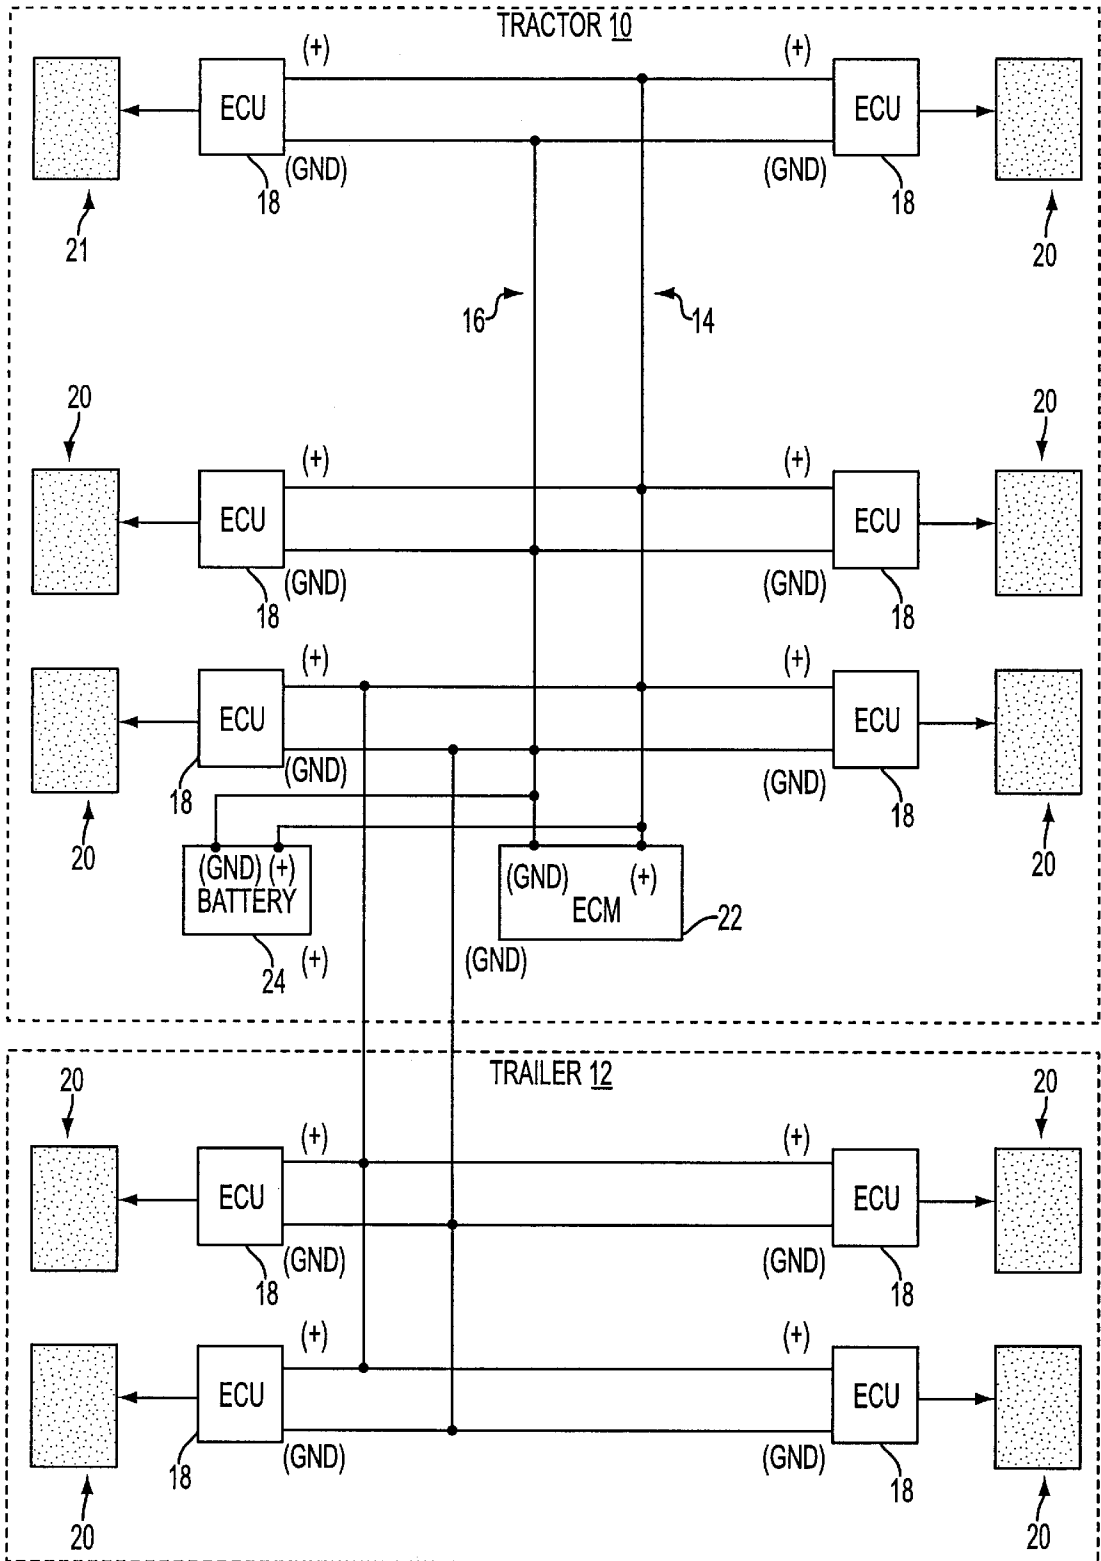 TRACTOR 10
(+) (+)
ECU ECU
(GND) (GND)
18 18
21 20
16 14
20 20
(+) (+)
ECU ECU
(GND) (GND)
18 18
(+) (+)
ECU ECU
(GND) (GND)
18 18
20 20
(GND) (+) (GND) (+)
BATTERY ECM
22
24 (+) (GND)
TRAILER 12
20 20
(+) (+)
ECU ECU
(GND) (GND)
18 18
(+) (+)
ECU ECU
(GND) (GND)
18 18
20 20